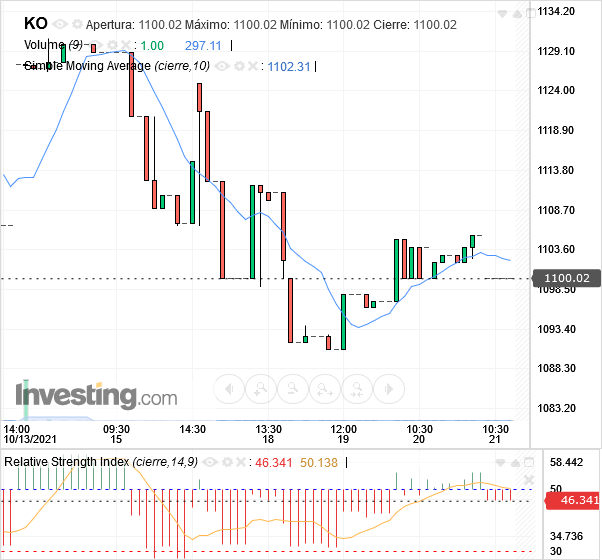 KO Apertura: 1100.02 Máximo: 1100.02 Mínimo: 1100.02 Cierre: 1100.02
Volume (9) : 1.00 297.11
Simple Moving Average (cierre,10) : 1102.31
1134.20
1129.10
1124.00
1118.90
1113.80
1108.70
1103.60
1100.02
1098.50
1093.40
1088.30
1083.20
Investing.com
14:00 09:30 14:30 13:30 12:00 10:30 10:30
10/13/2021 15 18 19 20 21
Relative Strength Index (cierre,14,9) : 46.341 50.138
58.442
50
46.341
34.736
30